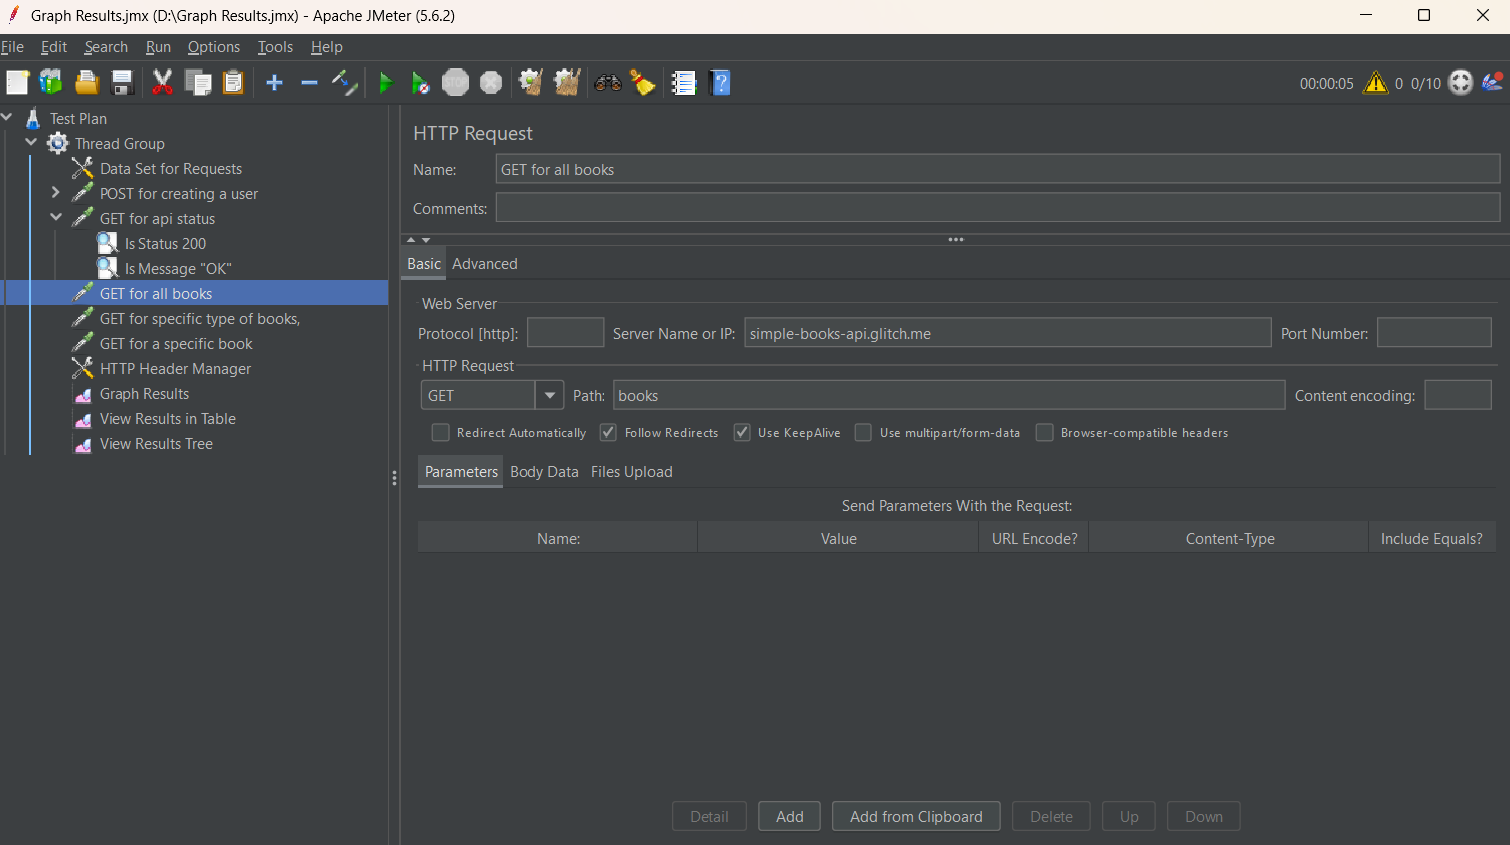 Graph Results.jmx (D:\Graph Results.jmx) - Apache JMeter (5.6.2)
File Edit Search Run Options Tools Help
STOP 00:00:05 0 0/10
Test Plan
Thread Group
Data Set for Requests
POST for creating a user
GET for api status
Is Status 200
Is Message "OK"
GET for all books
GET for specific type of books,
GET for a specific book
HTTP Header Manager
Graph Results
View Results in Table
View Results Tree
HTTP Request
Name: GET for all books
Comments:
Basic Advanced
Web Server
Protocol [http]: Server Name or IP: simple-books-api.glitch.me Port Number:
HTTP Request
GET Path: books Content encoding:
Redirect Automatically Follow Redirects Use KeepAlive Use multipart/form-data Browser-compatible headers
Parameters Body Data Files Upload
Send Parameters With the Request:
Name: Value URL Encode? Content-Type Include Equals?
Detail Add Add from Clipboard Delete Up Down